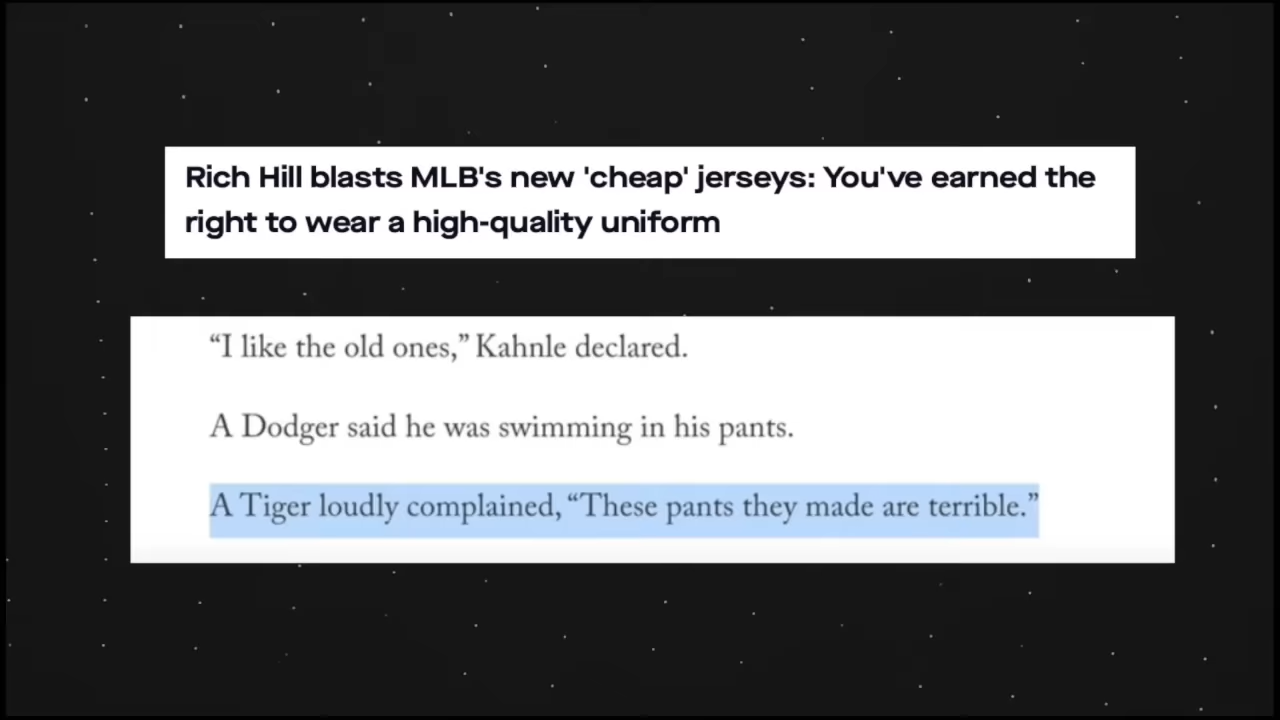 Rich Hill blasts MLB's new 'cheap' jerseys: You've earned the
right to wear a high-quality uniform
“I like the old ones,” Kahnle declared.
A Dodger said he was swimming in his pants.
A Tiger loudly complained, “These pants they made are terrible.”